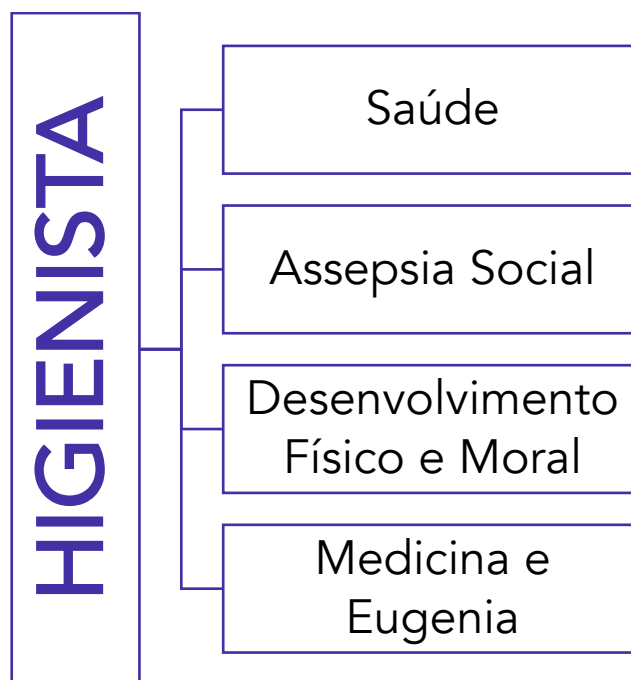 HIGIENISTA
Saúde
Assepsia Social
Desenvolvimento
Físico e Moral
Medicina e
Eugenia